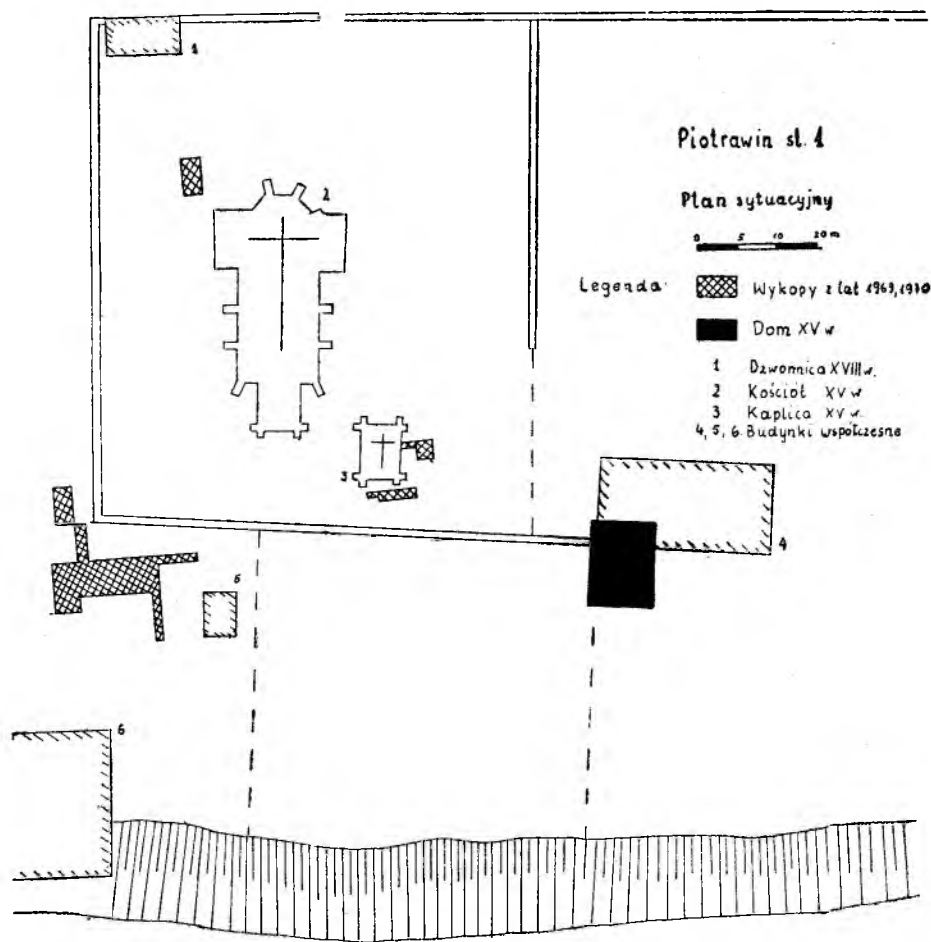 Piotrawin st. 1
Plan sytuacyjny
0 5 10 20 m
Legenda:
Wykopy z lat 1969, 1970
Dom XV w
1 Dzwonnica XVIII w.
2 Kościół XV w
3 Kaplica XV w.
4, 5, 6. Budynki współczesne
1
2
3
4
5
6